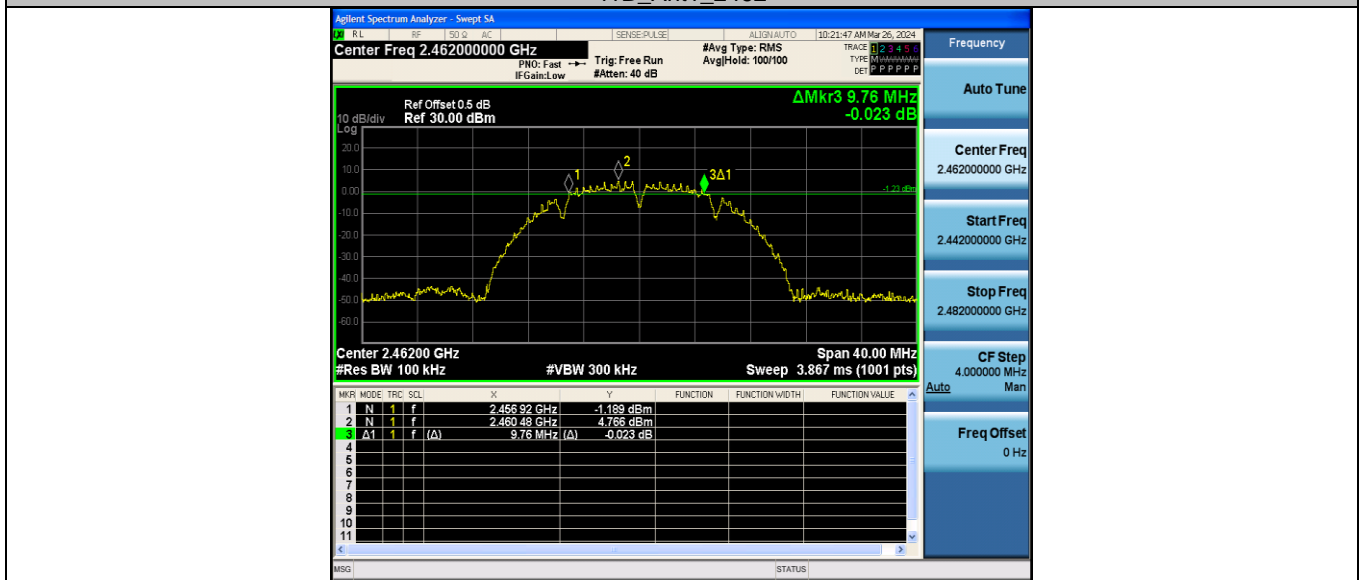 Agilent Spectrum Analyzer - Swept SA
RL RF 50 Ω AC SENSE:PULSE ALIGNAUTO 10:21:47 AM Mar 26, 2024
Center Freq 2.462000000 GHz
PNO: Fast
IFGain:Low
Trig: Free Run
#Atten: 40 dB
#Avg Type: RMS
Avg|Hold: 100/100
TRACE 1 2 3 4 5 6
TYPE M
DET P P P P P P
Frequency
ΔMkr3 9.76 MHz
-0.023 dB
Ref Offset 0.5 dB
10 dB/div Ref 30.00 dBm
Log
20.0
10.0
0.00
-10.0
-20.0
-30.0
-40.0
-50.0
-60.0
1
2
3Δ1
-1.23 dBm
Center 2.46200 GHz Span 40.00 MHz
#Res BW 100 kHz #VBW 300 kHz Sweep 3.867 ms (1001 pts)
MKR MODE TRC SCL X Y FUNCTION FUNCTION WIDTH FUNCTION VALUE
1 N 1 f 2.456 92 GHz -1.189 dBm
2 N 1 f 2.460 48 GHz 4.766 dBm
3 Δ1 1 f (Δ) 9.76 MHz (Δ) -0.023 dB
4
5
6
7
8
9
10
11
MSG STATUS
Auto Tune
Center Freq
2.462000000 GHz
Start Freq
2.442000000 GHz
Stop Freq
2.482000000 GHz
CF Step
4.000000 MHz
Auto Man
Freq Offset
0 Hz